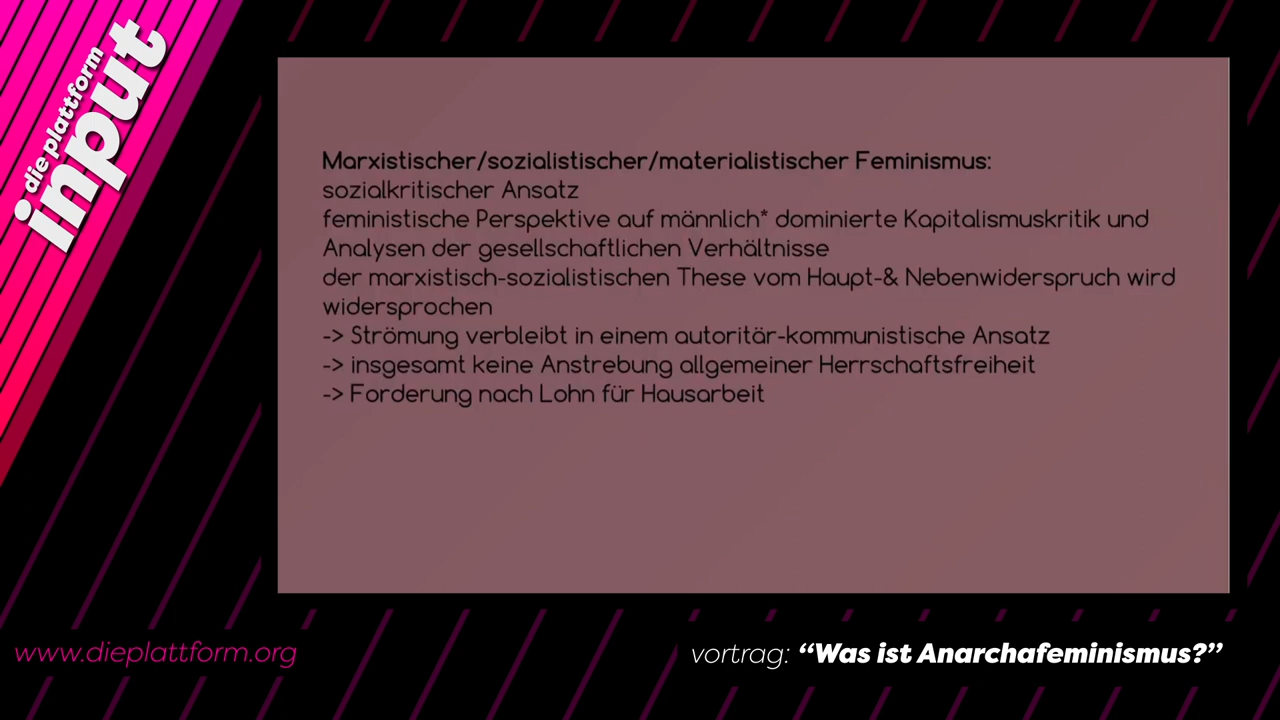 die plattform
input
Marxistischer/sozialistischer/materialistischer Feminismus:
sozialkritischer Ansatz
feministische Perspektive auf männlich* dominierte Kapitalismuskritik und
Analysen der gesellschaftlichen Verhältnisse
der marxistisch-sozialistischen These vom Haupt-& Nebenwiderspruch wird
widersprochen
-> Strömung verbleibt in einem autoritär-kommunistische Ansatz
-> insgesamt keine Anstrebung allgemeiner Herrschaftsfreiheit
-> Forderung nach Lohn für Hausarbeit
www.dieplattform.org
vortrag: “Was ist Anarchafeminismus?”